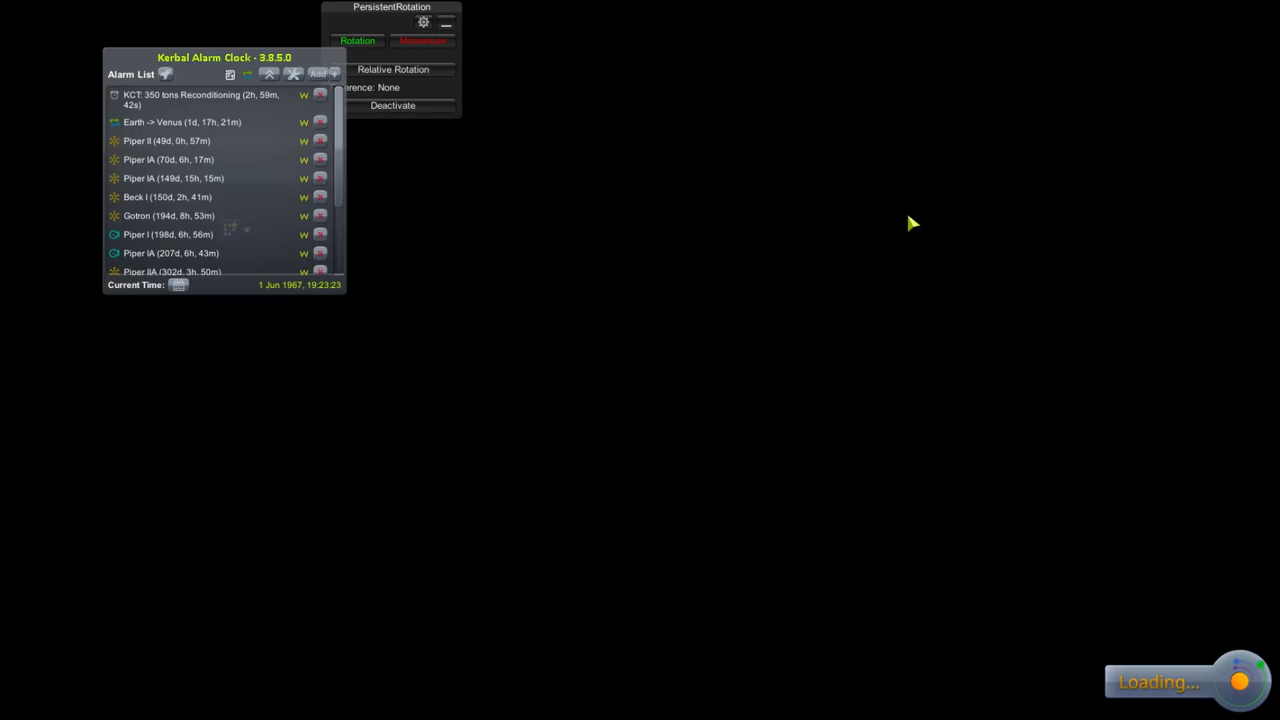 PersistentRotation
Rotation
Momentum
Relative Rotation
erence: None
Deactivate
Kerbal Alarm Clock - 3.8.5.0
Alarm List
Add +
KCT: 350 tons Reconditioning (2h, 59m,
42s) W
Earth -> Venus (1d, 17h, 21m) W
Piper II (49d, 0h, 57m) W
Piper IA (70d, 6h, 17m) W
Piper IA (149d, 15h, 15m) W
Beck I (150d, 2h, 41m) W
Gotron (194d, 8h, 53m) W
Piper I (198d, 6h, 56m) W
Piper IA (207d, 6h, 43m) W
Piper IIA (302d, 3h, 50m) W
Current Time: 1 Jun 1967, 19:23:23
Loading...